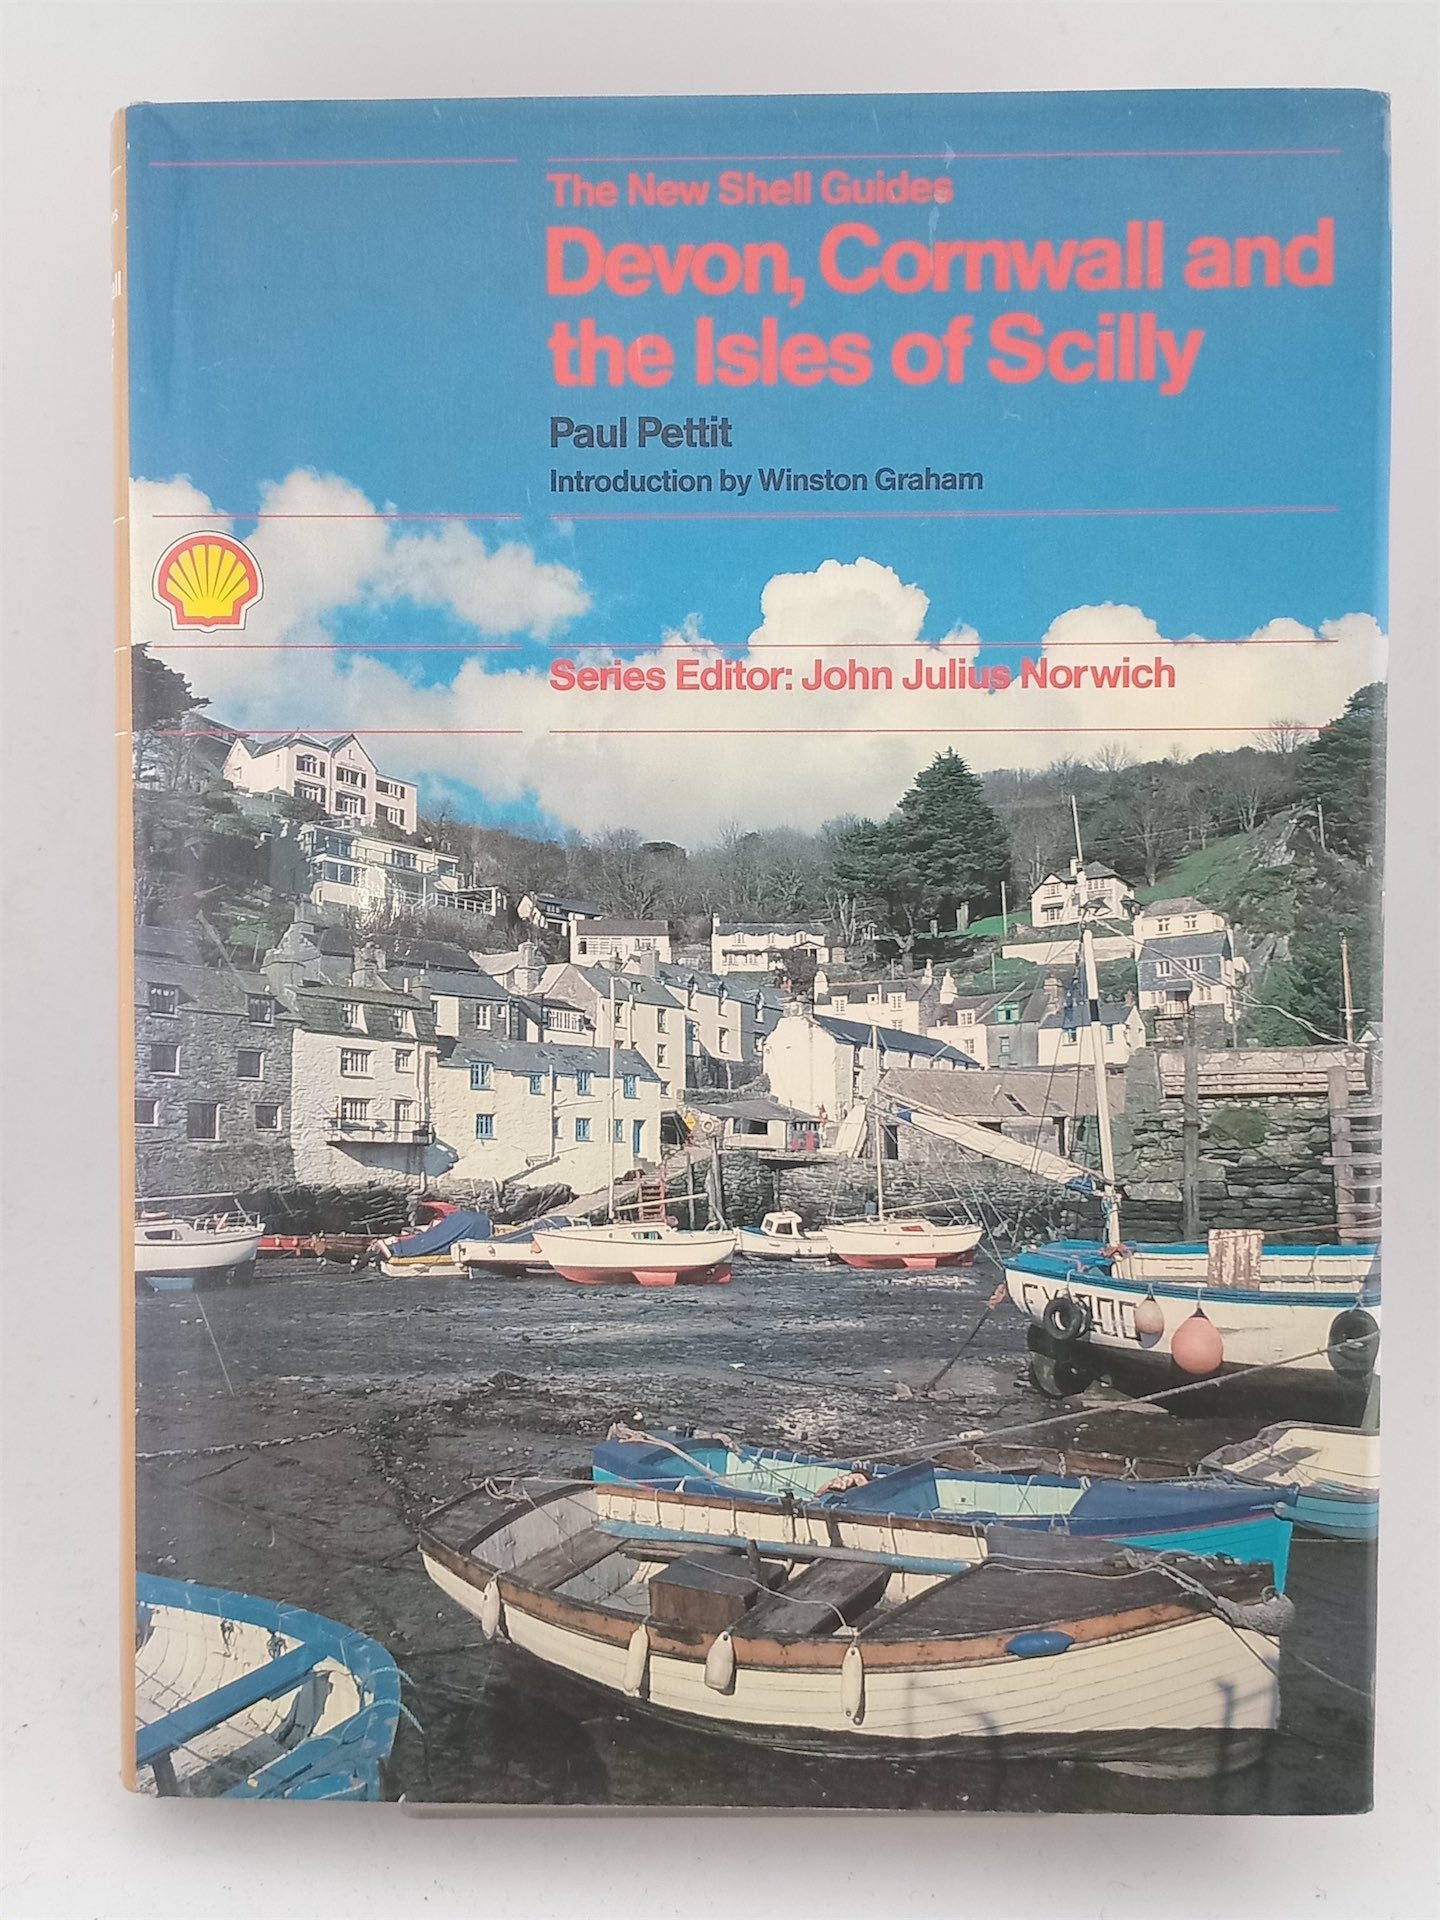 The New Shell Guides
Devon, Cornwall and
the Isles of Scilly
Paul Pettit
Introduction by Winston Graham
Series Editor: John Julius Norwich